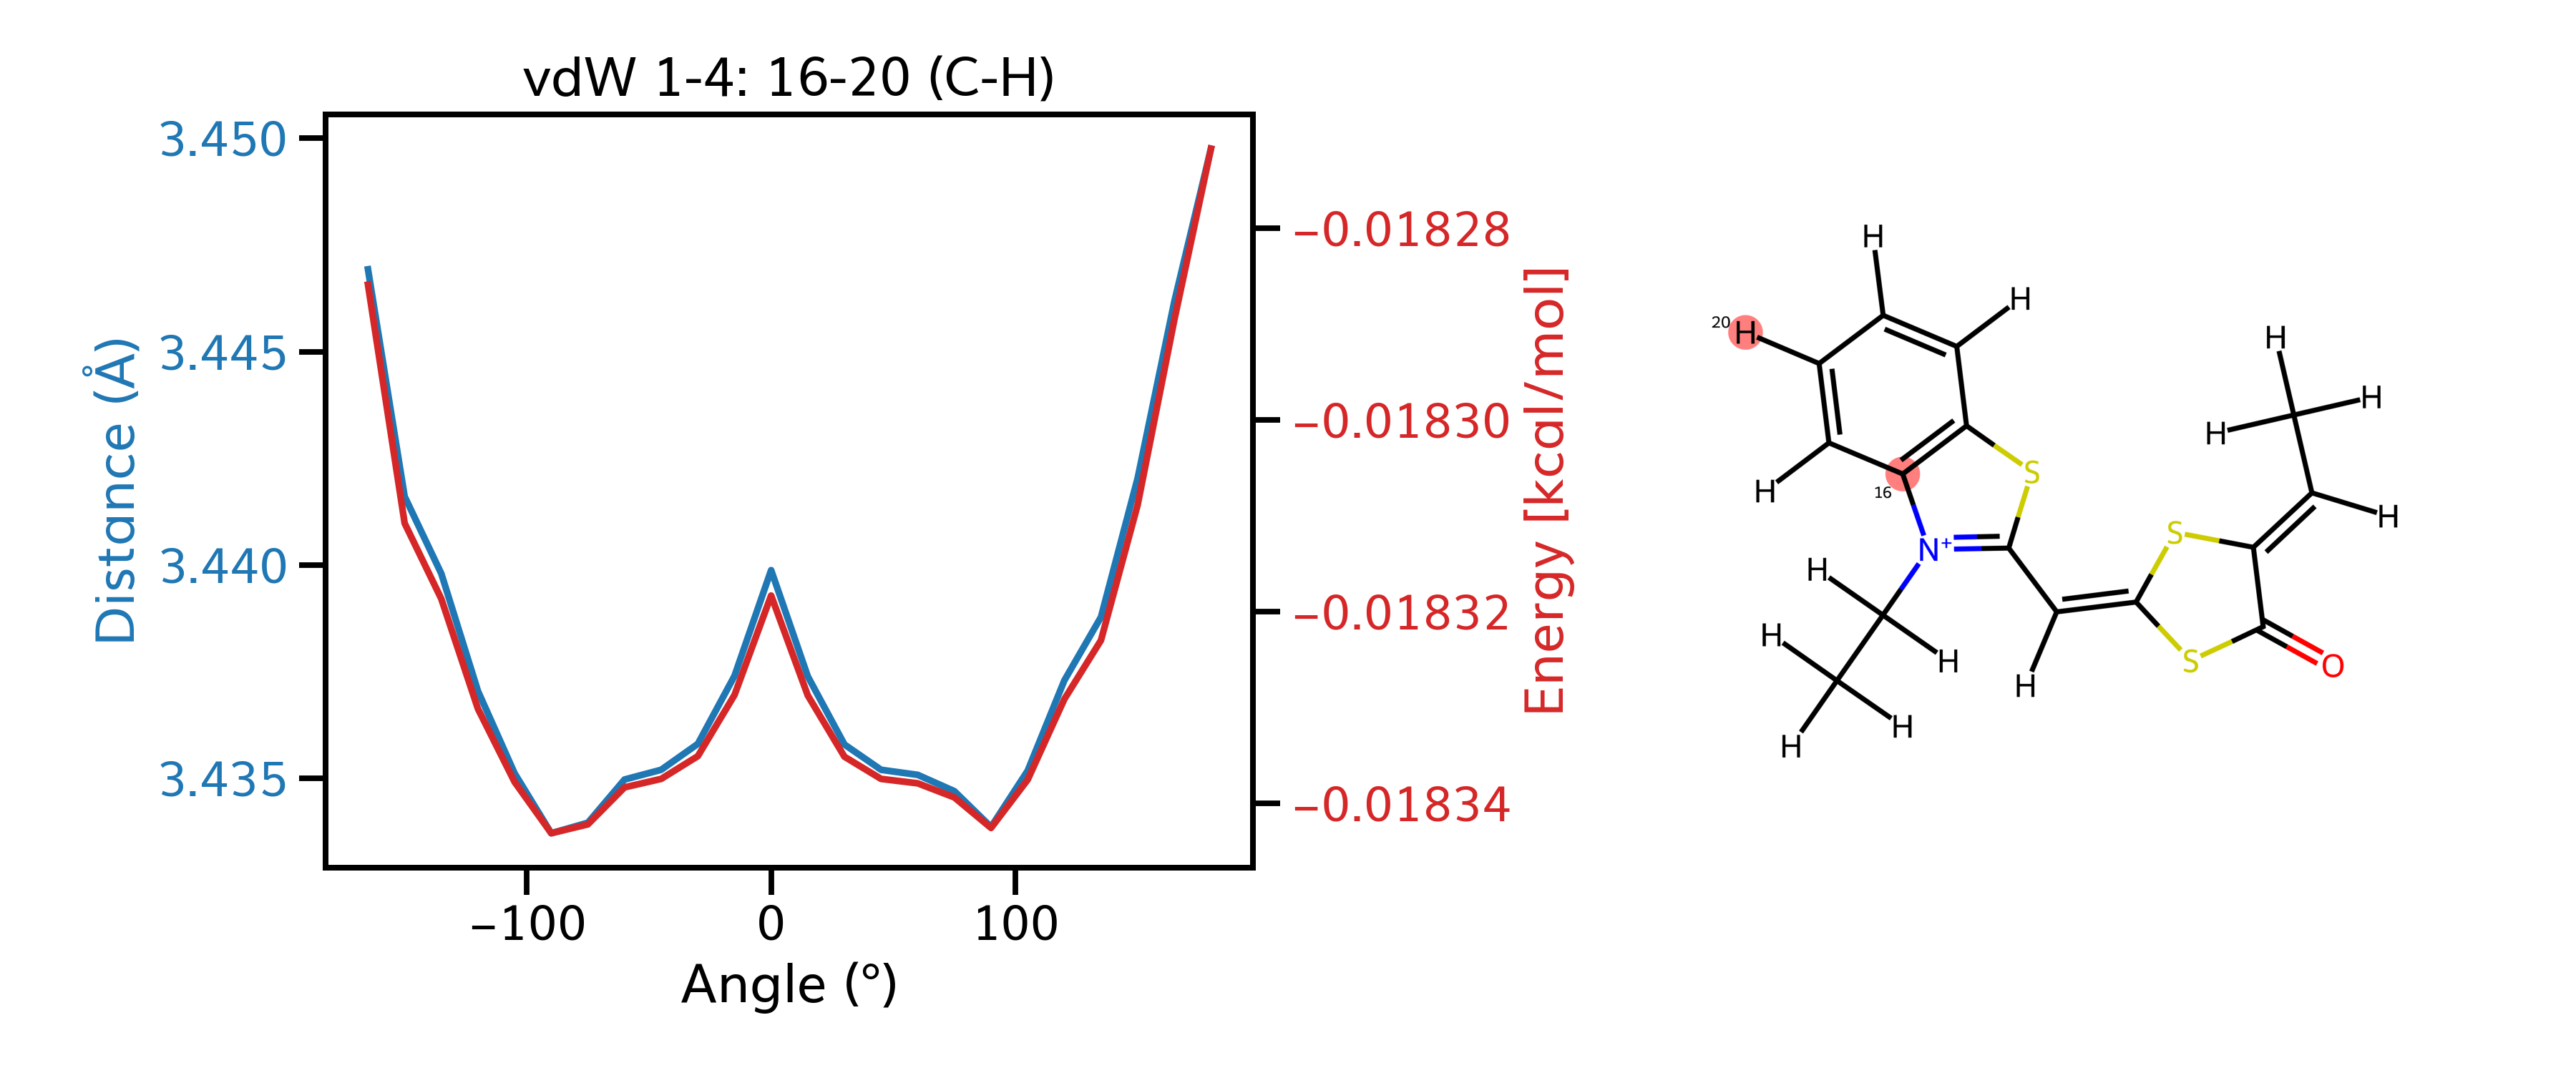 vdW 1-4: 16-20 (C-H)
Distance (Å)
3.450
3.445
3.440
3.435
−100
0
100
Angle (°)
−0.01828
−0.01830
−0.01832
−0.01834
Energy [kcal/mol]
H
H
20 H
H
H
H
S
16
H
S
H
N+
H
H
H
S
O
H
H
H
H